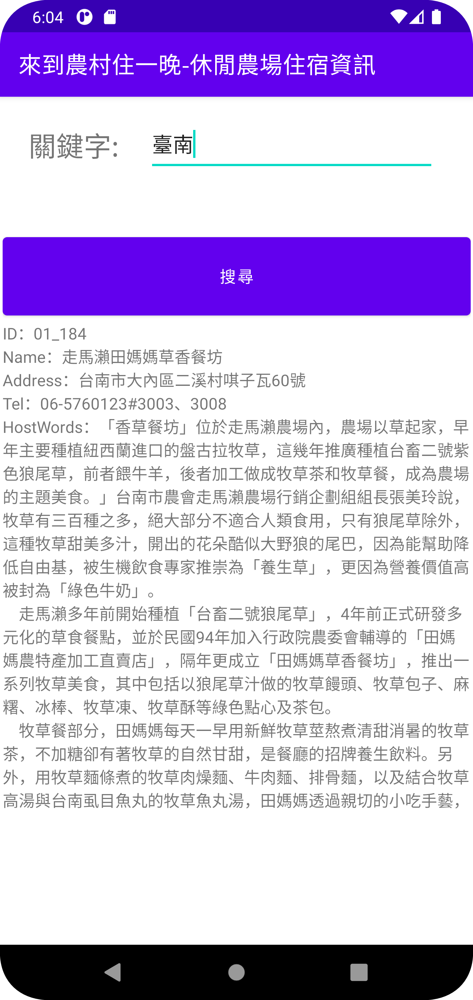 6:04
來到農村住一晚-休閒農場住宿資訊
關鍵字:
臺南
搜尋
ID：01_184
Name：走馬瀨田媽媽草香餐坊
Address：台南市大內區二溪村唭子瓦60號
Tel：06-5760123#3003、3008
HostWords：「香草餐坊」位於走馬瀨農場內，農場以草起家，早
年主要種植紐西蘭進口的盤古拉牧草，這幾年推廣種植台畜二號紫
色狼尾草，前者餵牛羊，後者加工做成牧草茶和牧草餐，成為農場
的主題美食。」台南市農會走馬瀨農場行銷企劃組組長張美玲說，
牧草有三百種之多，絕大部分不適合人類食用，只有狼尾草除外，
這種牧草甜美多汁，開出的花朵酷似大野狼的尾巴，因為能幫助降
低自由基，被生機飲食專家推崇為「養生草」，更因為營養價值高
被封為「綠色牛奶」。
　走馬瀨多年前開始種植「台畜二號狼尾草」，4年前正式研發多
元化的草食餐點，並於民國94年加入行政院農委會輔導的「田媽
媽農特產加工直賣店」，隔年更成立「田媽媽草香餐坊」，推出一
系列牧草美食，其中包括以狼尾草汁做的牧草饅頭、牧草包子、麻
糬、冰棒、牧草凍、牧草酥等綠色點心及茶包。
　牧草餐部分，田媽媽每天一早用新鮮牧草莖熬煮清甜消暑的牧草
茶，不加糖卻有著牧草的自然甘甜，是餐廳的招牌養生飲料。另
外，用牧草麵條煮的牧草肉燥麵、牛肉麵、排骨麵，以及結合牧草
高湯與台南虱目魚丸的牧草魚丸湯，田媽媽透過親切的小吃手藝，